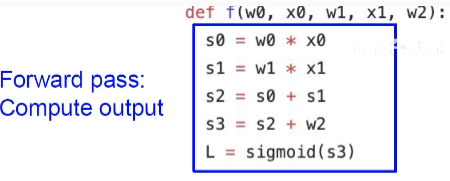 def f(w0, x0, w1, x1, w2):
s0 = w0 * x0
s1 = w1 * x1
Forward pass:
Compute output
s2 = s0 + s1
s3 = s2 + w2
L = sigmoid(s3)